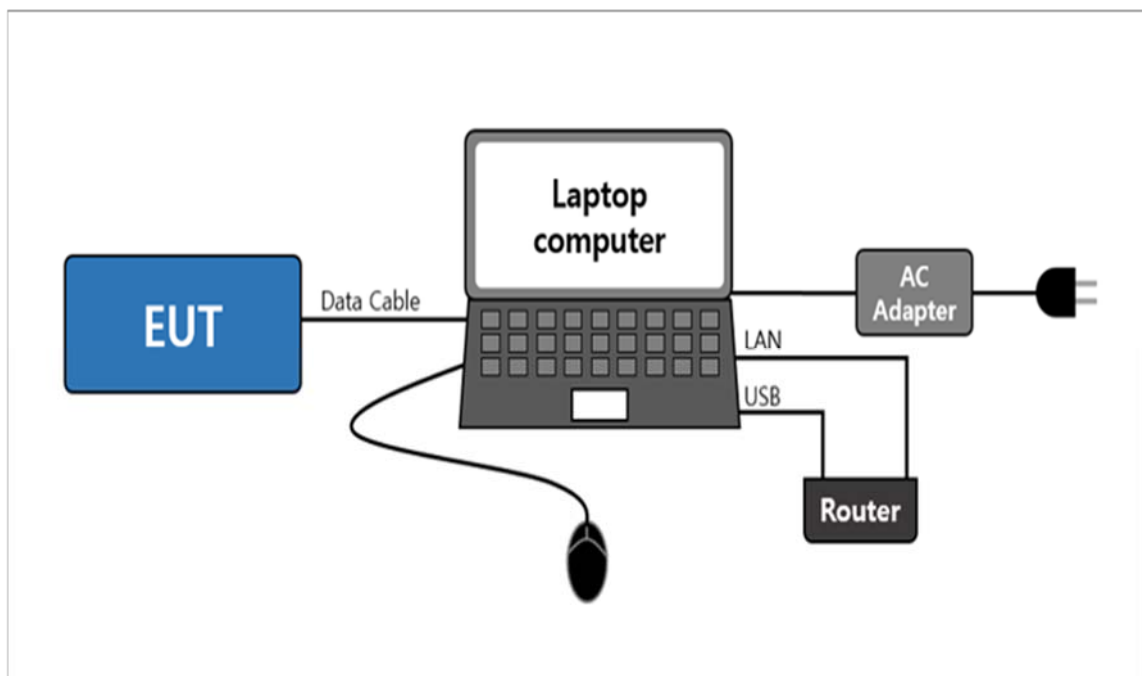 Laptop
computer
EUT
Data Cable
AC
Adapter
LAN
USB
Router